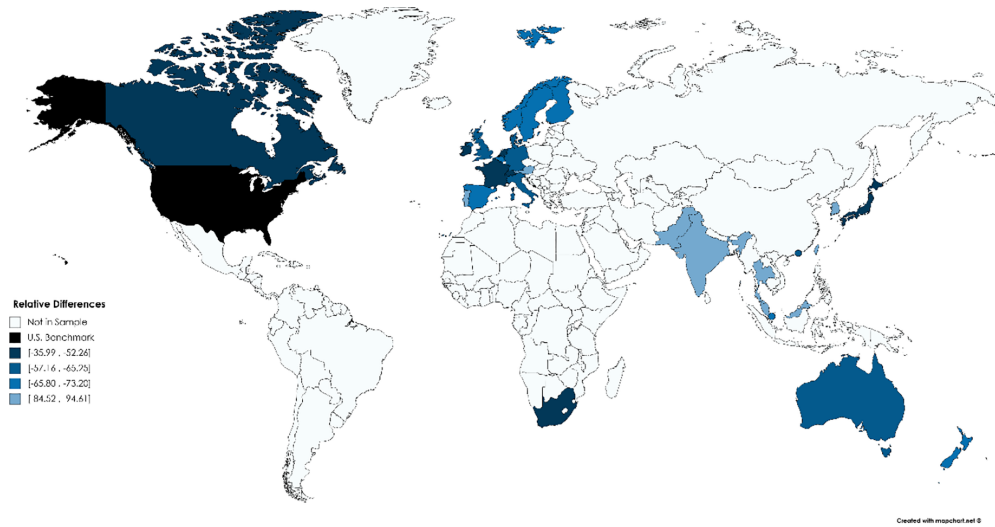 Relative Differences
Not in Sample
U.S. Benchmark
[-35.99 , -52.26]
[-57.16 , -65.25]
[-65.80 , -73.20]
[-84.52 , -94.61]
Created with mapchart.net ©